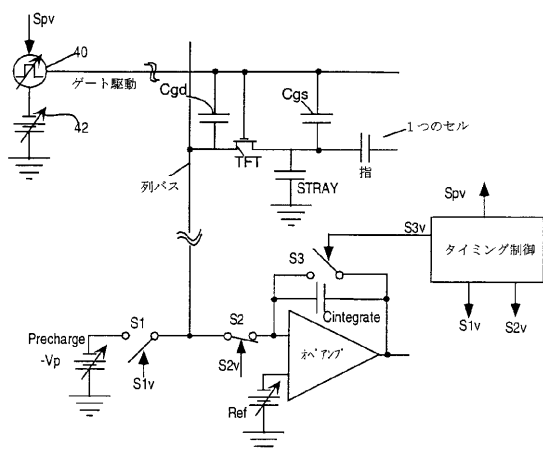 Spv
40
ゲート駆動
42
Cgd
Cgs
1つのセル
TFT
指
STRAY
列バス
Spv
S3v
タイミング制御
S3
S1v
S2v
Cintegrate
S1
S2
Precharge
-Vp
オペアンプ
S1v
S2v
Ref